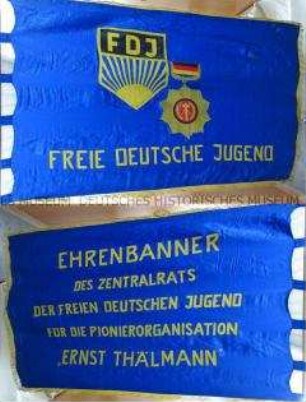 FDJ
FREIE DEUTSCHE JUGEND
MUSEUM, DEUTSCHES HISTORISCHES MUSEUM
EHRENBANNER
DES ZENTRALRATS
DER FREIEN DEUTSCHEN JUGEND
FÜR DIE PIONIERORGANISATION
„ERNST THÄLMANN"